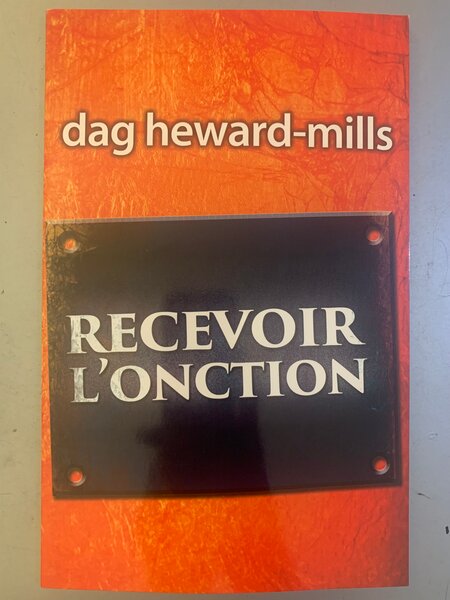 dag heward-mills
RECEVOIR
L'ONCTION